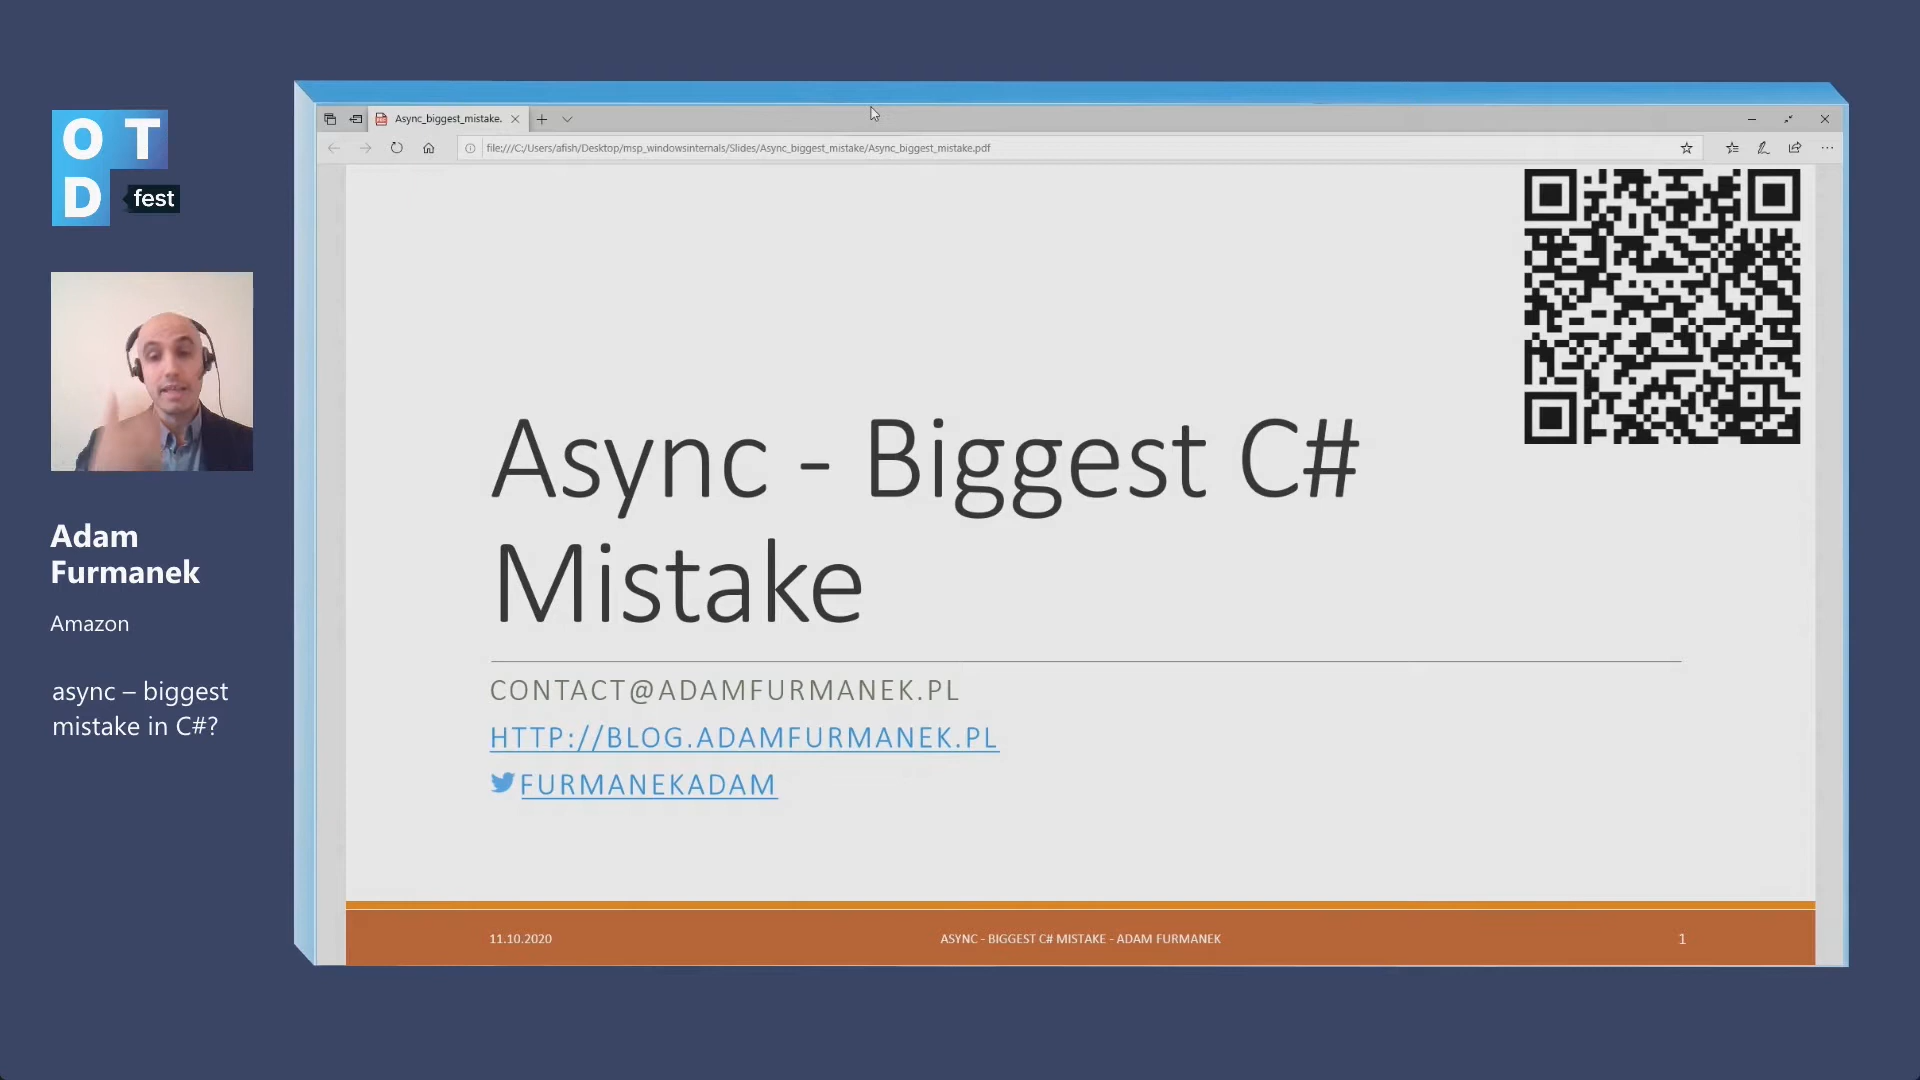 OT
D fest
Adam
Furmanek
Amazon
async – biggest
mistake in C#?
Async_biggest_mistake.
file:///C:/Users/afish/Desktop/msp_windowsinternals/Slides/Async_biggest_mistake/Async_biggest_mistake.pdf
Async - Biggest C#
Mistake
CONTACT@ADAMFURMANEK.PL
HTTP://BLOG.ADAMFURMANEK.PL
FURMANEKADAM
11.10.2020
ASYNC - BIGGEST C# MISTAKE - ADAM FURMANEK
1